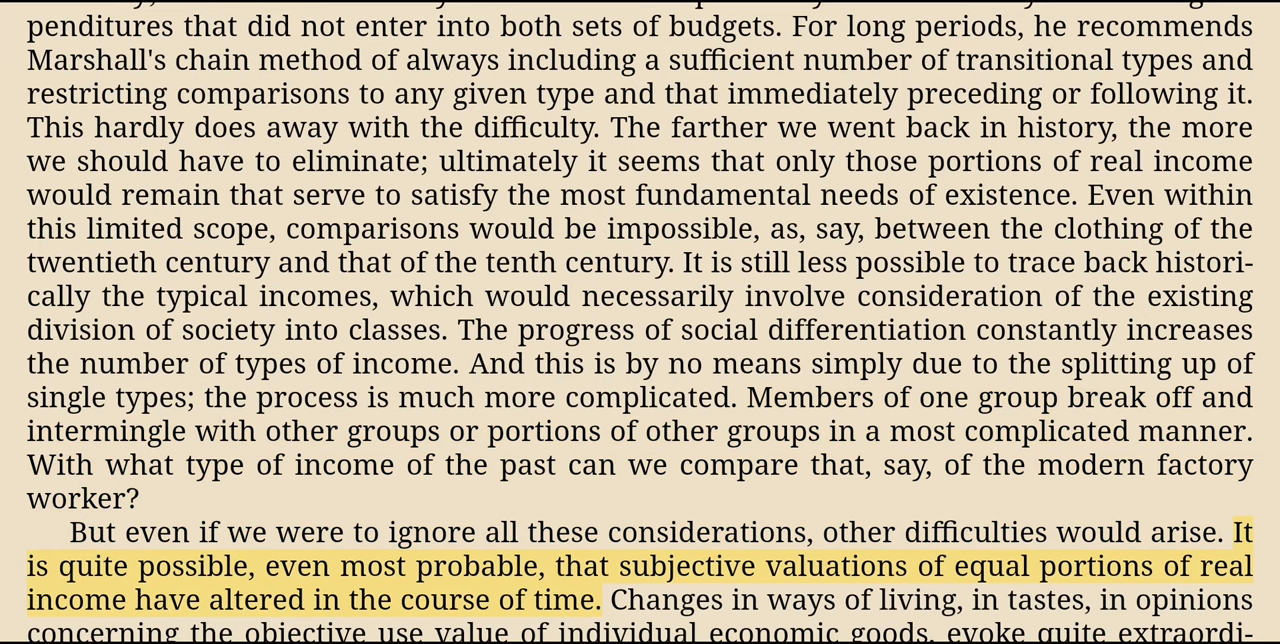 penditures that did not enter into both sets of budgets. For long periods, he recommends
Marshall's chain method of always including a sufficient number of transitional types and
restricting comparisons to any given type and that immediately preceding or following it.
This hardly does away with the difficulty. The farther we went back in history, the more
we should have to eliminate; ultimately it seems that only those portions of real income
would remain that serve to satisfy the most fundamental needs of existence. Even within
this limited scope, comparisons would be impossible, as, say, between the clothing of the
twentieth century and that of the tenth century. It is still less possible to trace back histori-
cally the typical incomes, which would necessarily involve consideration of the existing
division of society into classes. The progress of social differentiation constantly increases
the number of types of income. And this is by no means simply due to the splitting up of
single types; the process is much more complicated. Members of one group break off and
intermingle with other groups or portions of other groups in a most complicated manner.
With what type of income of the past can we compare that, say, of the modern factory
worker?
But even if we were to ignore all these considerations, other difficulties would arise. It
is quite possible, even most probable, that subjective valuations of equal portions of real
income have altered in the course of time. Changes in ways of living, in tastes, in opinions
concerning the objective use value of individual economic goods, evoke quite extraordi-